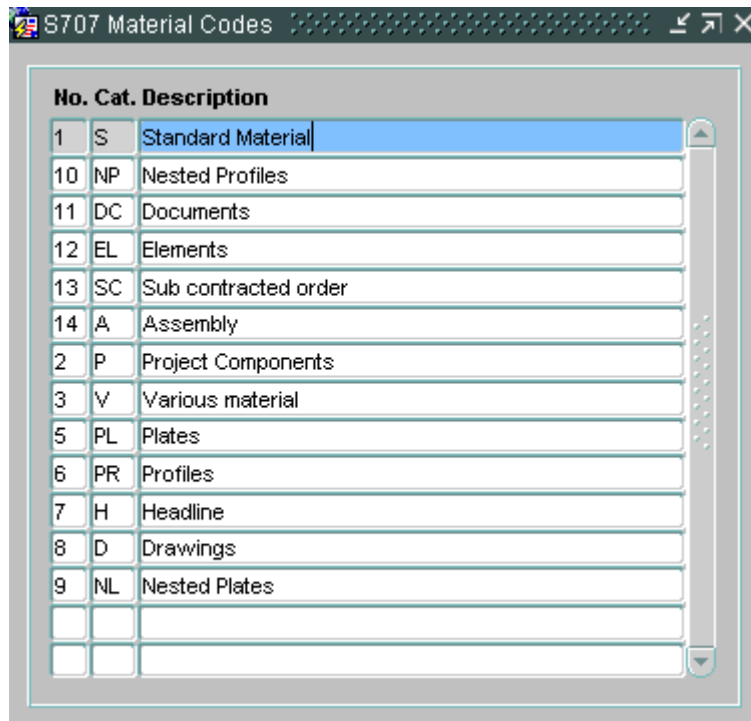 S707 Material Codes
No. Cat. Description
1 S Standard Material
10 NP Nested Profiles
11 DC Documents
12 EL Elements
13 SC Sub contracted order
14 A Assembly
2 P Project Components
3 V Various material
5 PL Plates
6 PR Profiles
7 H Headline
8 D Drawings
9 NL Nested Plates